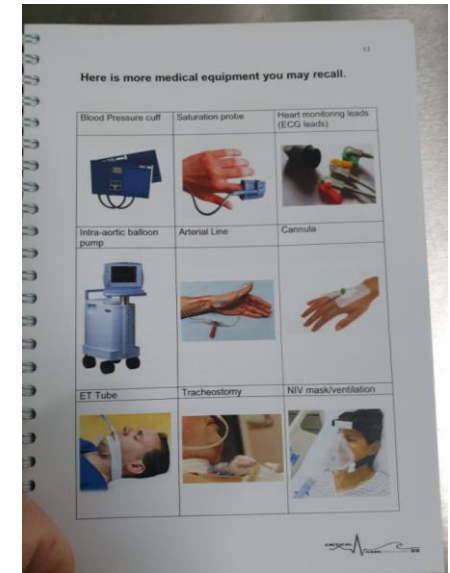 Here is more medical equipment you may recall.
Blood Pressure cuff
Saturation probe
Heart monitoring leads
(ECG leads)
Intra-aortic balloon
pump
Arterial Line
Cannula
ET Tube
Tracheostomy
NIV mask/ventilation